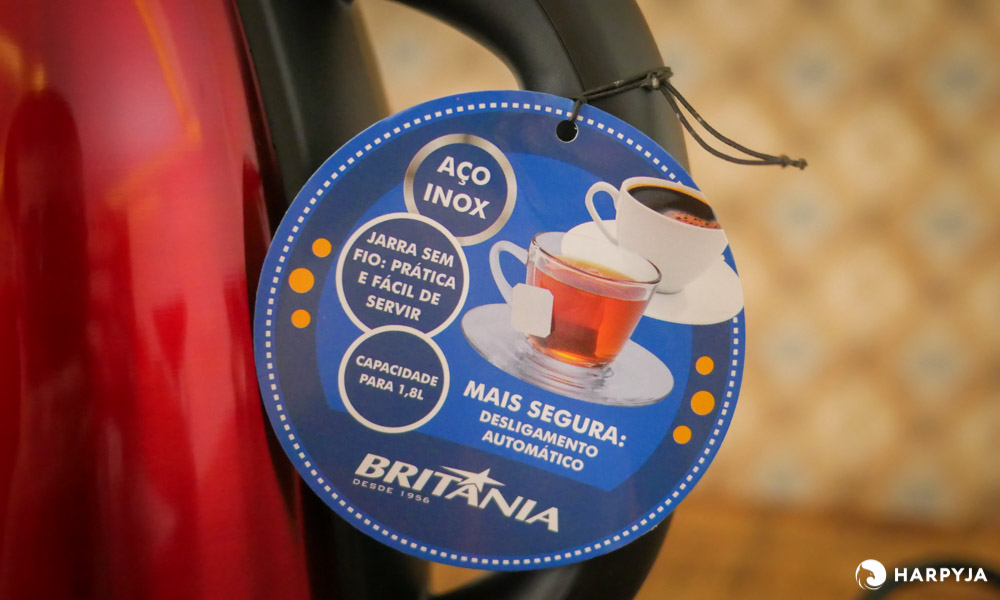 AÇO
INOX
JARRA SEM
FIO: PRÁTICA
E FÁCIL DE
SERVIR
CAPACIDADE
PARA 1,8L
MAIS SEGURA:
DESLIGAMENTO
AUTOMÁTICO
BRITANIA
DESDE 1956
HARPYJA